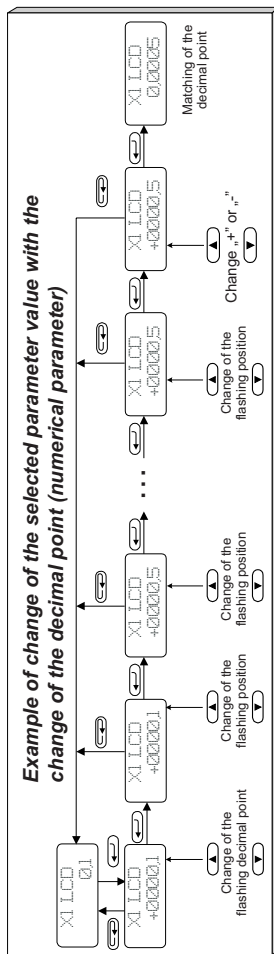 Example of change of the selected parameter value with the
change of the decimal point (numerical parameter)
X1 LCD
0,1
X1 LCD
+0000,1
Change of the
flashing decimal point
X1 LCD
+0000,1
Change of the
flashing position
X1 LCD
+0000,5
Change of the
flashing position
...
X1 LCD
+0000,5
Change of the
flashing position
X1 LCD
+0000,5
Change „+" or „-"
X1 LCD
0,0005
Matching of the
decimal point